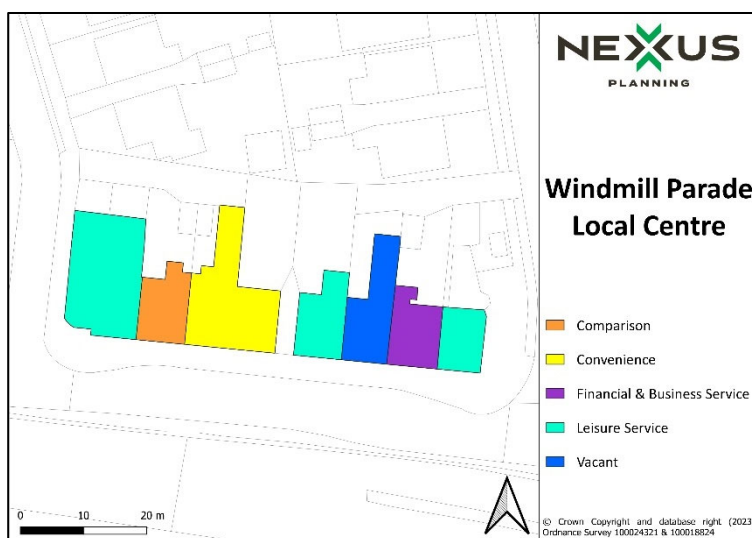 NEXUS
PLANNING
Windmill Parade
Local Centre
Comparison
Convenience
Financial & Business Service
Leisure Service
Vacant
0 10 20 m
© Crown Copyright and database right (2023
Ordnance Survey 100024321 & 100018824